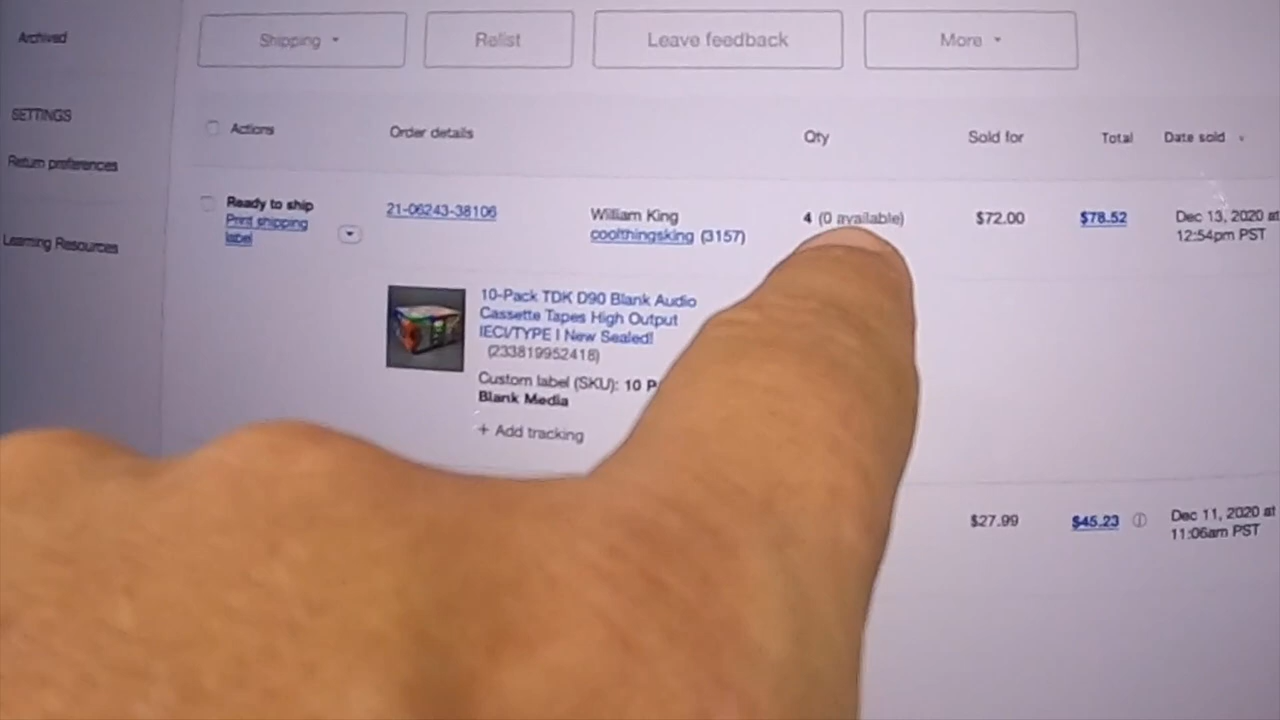 Archived
Shipping
Relist
Leave feedback
More
SETTINGS
Return preferences
Learning Resources
Actions
Order details
Qty
Sold for
Total
Date sold
Ready to ship
Print shipping
label
21-06243-38106
William King
coolthingsking (3157)
4 (0 available)
$72.00
$78.52
Dec 13, 2020 at
12:54pm PST
10-Pack TDK D90 Blank Audio
Cassette Tapes High Output
IECI/TYPE I New Sealed!
(233819952418)
Custom label (SKU): 10 P
Blank Media
+ Add tracking
$27.99
$45.23
Dec 11, 2020 at
11:06am PST